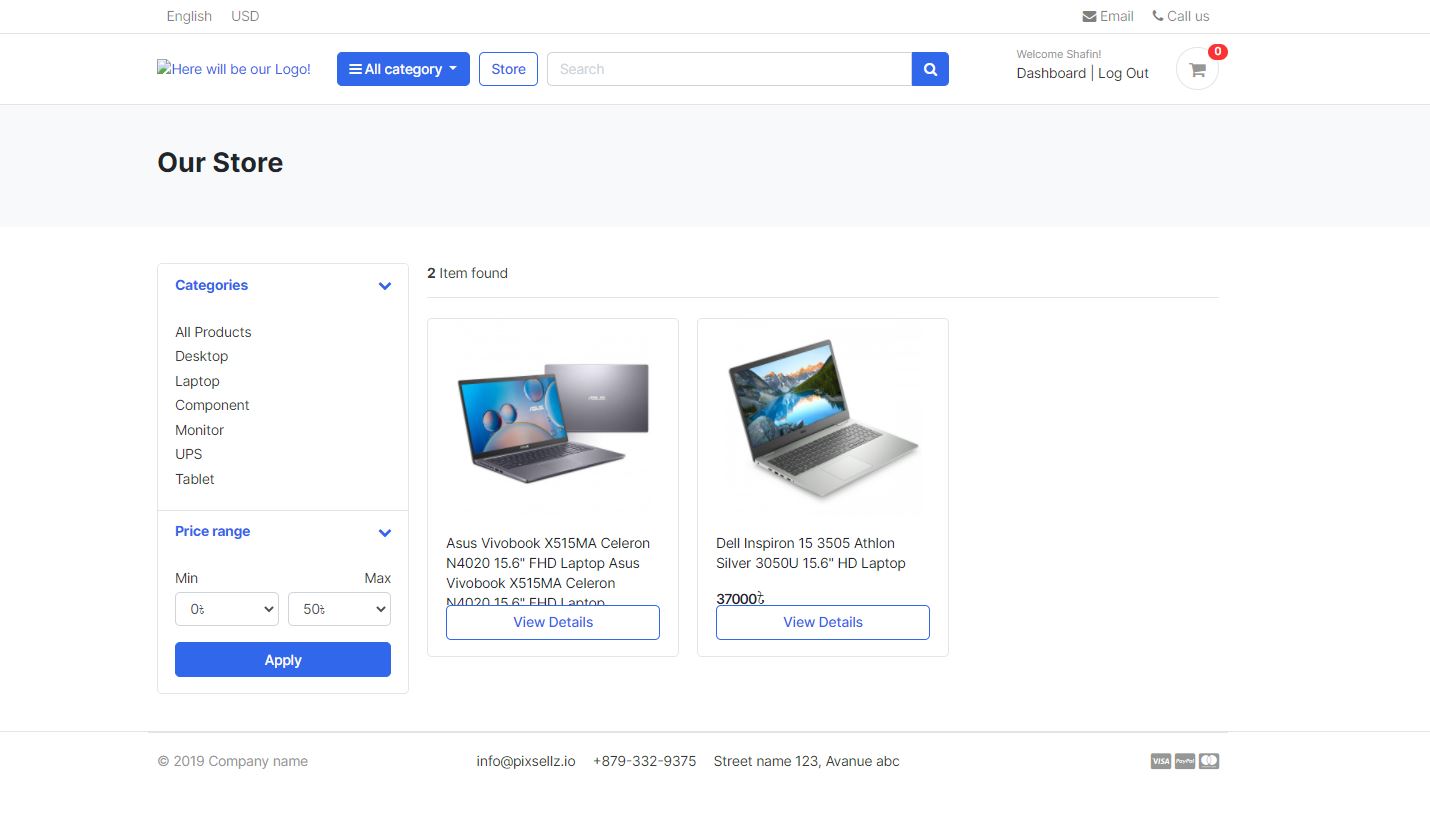 English USD Email Call us
Here will be our Logo! All category Store Search Welcome Shafin! 0
Dashboard | Log Out
Our Store
Categories
All Products
Desktop
Laptop
Component
Monitor
UPS
Tablet
Price range
Min Max
0৳ 50৳
Apply
2 Item found
ASUS
ASUS
Asus Vivobook X515MA Celeron
N4020 15.6" FHD Laptop Asus
Vivobook X515MA Celeron
N4020 15.6" FHD Laptop
View Details
Dell Inspiron 15 3505 Athlon
Silver 3050U 15.6" HD Laptop
37000৳
View Details
© 2019 Company name info@pixsellz.io +879-332-9375 Street name 123, Avanue abc VISA PayPal